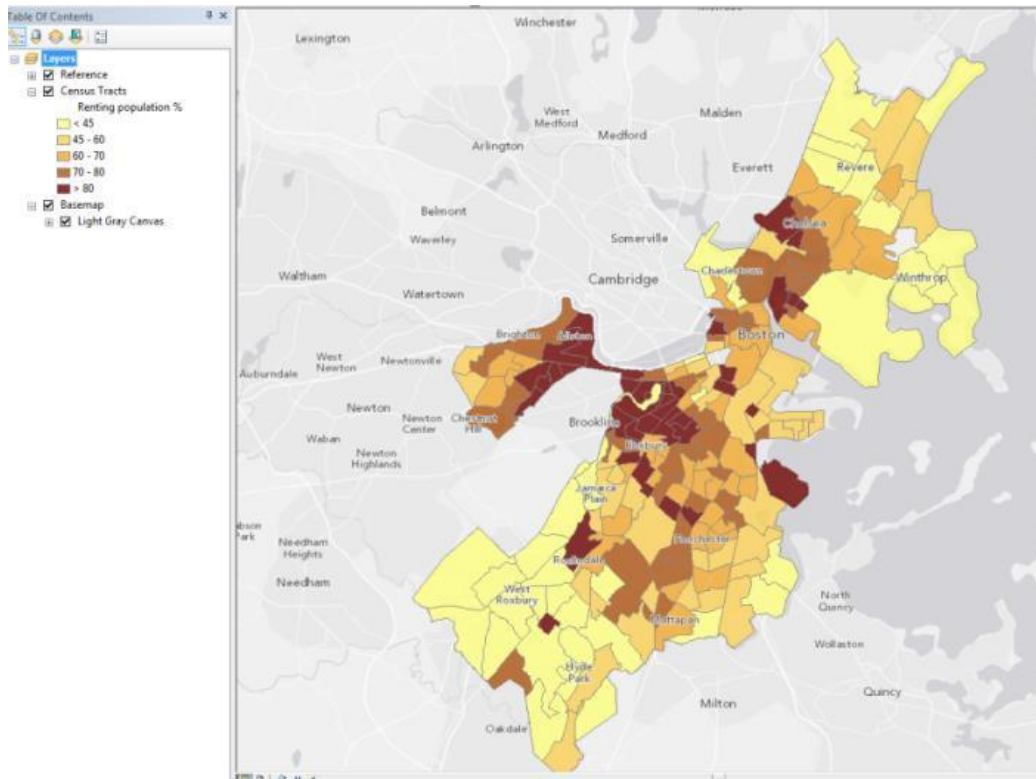 Table Of Contents
Layers
Reference
Census Tracts
Renting population %
< 45
45 - 60
60 - 70
70 - 80
> 80
Basemap
Light Gray Canvas
Winchester
Lexington
West
Medford
Medford
Malden
Arlington
Everett
Revere
Belmont
Chelsea
Waverley
Somerville
Waltham
Cambridge
Charlestown
Winthrop
Watertown
Brighton
Allston
Boston
West
Newton
Newtonville
Auburndale
Newton
Newton
Center
Chestnut
Hill
Brookline
Waban
Roxbury
Newton
Highlands
Jamaica
Plain
Park
Needham
Heights
Dorchester
Roslindale
Needham
West
Roxbury
North
Quincy
Mattapan
Wollaston
Hyde
Park
Milton
Quincy
Oakdale